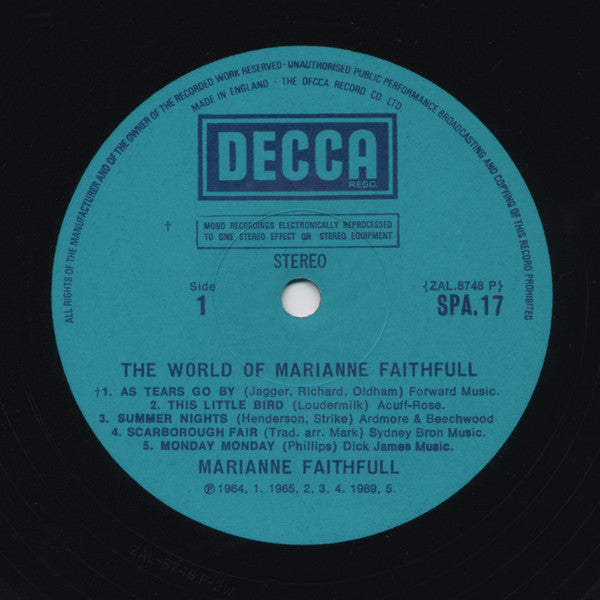 ALL RIGHTS OF THE MANUFACTURER AND OF THE OWNER OF THE RECORDED WORK RESERVED · UNAUTHORISED PUBLIC PERFORMANCE BROADCASTING AND COPYING OF THIS RECORD PROHIBITED
MADE IN ENGLAND · THE DECCA RECORD CO. LTD.
DECCA
REGD.
†
MONO RECORDINGS ELECTRONICALLY REPROCESSED
TO GIVE STEREO EFFECT ON STEREO EQUIPMENT
STEREO
Side
1
{ZAL.8748 P}
SPA.17
THE WORLD OF MARIANNE FAITHFULL
†1. AS TEARS GO BY (Jagger, Richard, Oldham) Forward Music.
2. THIS LITTLE BIRD (Loudermilk) Acuff-Rose.
3. SUMMER NIGHTS (Henderson, Strike) Ardmore & Beechwood
4. SCARBOROUGH FAIR (Trad. arr. Mark) Sydney Bron Music.
5. MONDAY MONDAY (Phillips) Dick James Music.
MARIANNE FAITHFULL
℗1964, 1. 1965, 2, 3, 4. 1969, 5.